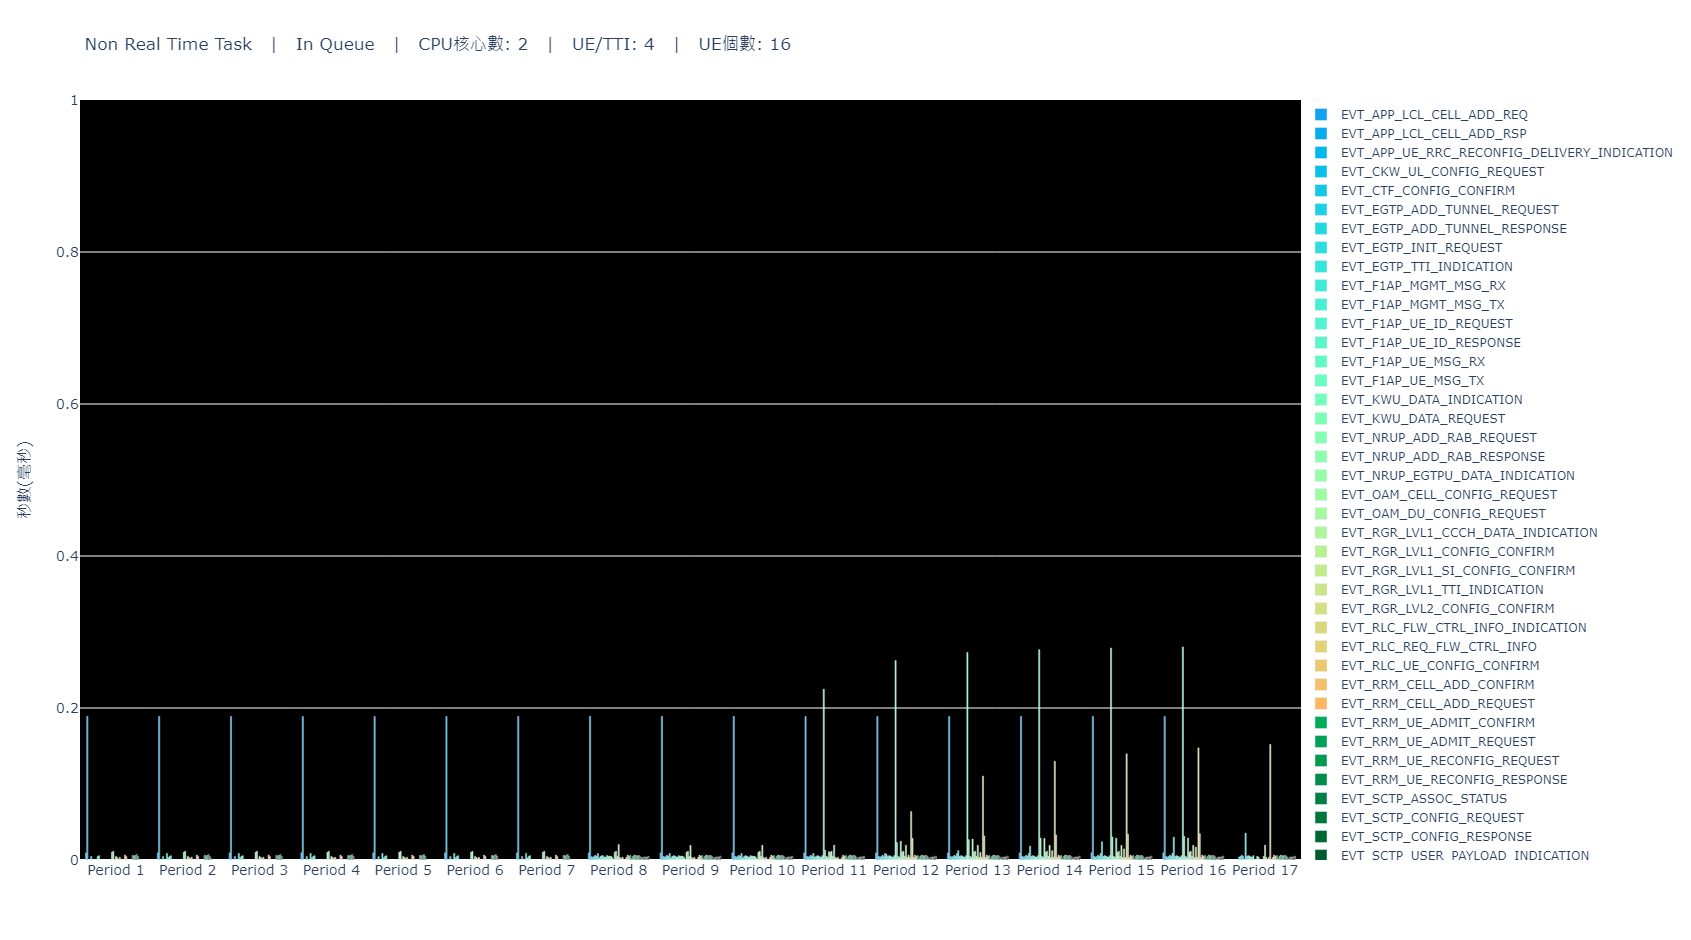 Non Real Time Task | In Queue | CPU核心數: 2 | UE/TTI: 4 | UE個數: 16
秒數(毫秒)
1
0.8
0.6
0.4
0.2
0
Period 1 Period 2 Period 3 Period 4 Period 5 Period 6 Period 7 Period 8 Period 9 Period 10 Period 11 Period 12 Period 13 Period 14 Period 15 Period 16 Period 17
EVT_APP_LCL_CELL_ADD_REQ
EVT_APP_LCL_CELL_ADD_RSP
EVT_APP_UE_RRC_RECONFIG_DELIVERY_INDICATION
EVT_CKW_UL_CONFIG_REQUEST
EVT_CTF_CONFIG_CONFIRM
EVT_EGTP_ADD_TUNNEL_REQUEST
EVT_EGTP_ADD_TUNNEL_RESPONSE
EVT_EGTP_INIT_REQUEST
EVT_EGTP_TTI_INDICATION
EVT_F1AP_MGMT_MSG_RX
EVT_F1AP_MGMT_MSG_TX
EVT_F1AP_UE_ID_REQUEST
EVT_F1AP_UE_ID_RESPONSE
EVT_F1AP_UE_MSG_RX
EVT_F1AP_UE_MSG_TX
EVT_KWU_DATA_INDICATION
EVT_KWU_DATA_REQUEST
EVT_NRUP_ADD_RAB_REQUEST
EVT_NRUP_ADD_RAB_RESPONSE
EVT_NRUP_EGTPU_DATA_INDICATION
EVT_OAM_CELL_CONFIG_REQUEST
EVT_OAM_DU_CONFIG_REQUEST
EVT_RGR_LVL1_CCCH_DATA_INDICATION
EVT_RGR_LVL1_CONFIG_CONFIRM
EVT_RGR_LVL1_SI_CONFIG_CONFIRM
EVT_RGR_LVL1_TTI_INDICATION
EVT_RGR_LVL2_CONFIG_CONFIRM
EVT_RLC_FLW_CTRL_INFO_INDICATION
EVT_RLC_REQ_FLW_CTRL_INFO
EVT_RLC_UE_CONFIG_CONFIRM
EVT_RRM_CELL_ADD_CONFIRM
EVT_RRM_CELL_ADD_REQUEST
EVT_RRM_UE_ADMIT_CONFIRM
EVT_RRM_UE_ADMIT_REQUEST
EVT_RRM_UE_RECONFIG_REQUEST
EVT_RRM_UE_RECONFIG_RESPONSE
EVT_SCTP_ASSOC_STATUS
EVT_SCTP_CONFIG_REQUEST
EVT_SCTP_CONFIG_RESPONSE
EVT_SCTP_USER_PAYLOAD_INDICATION